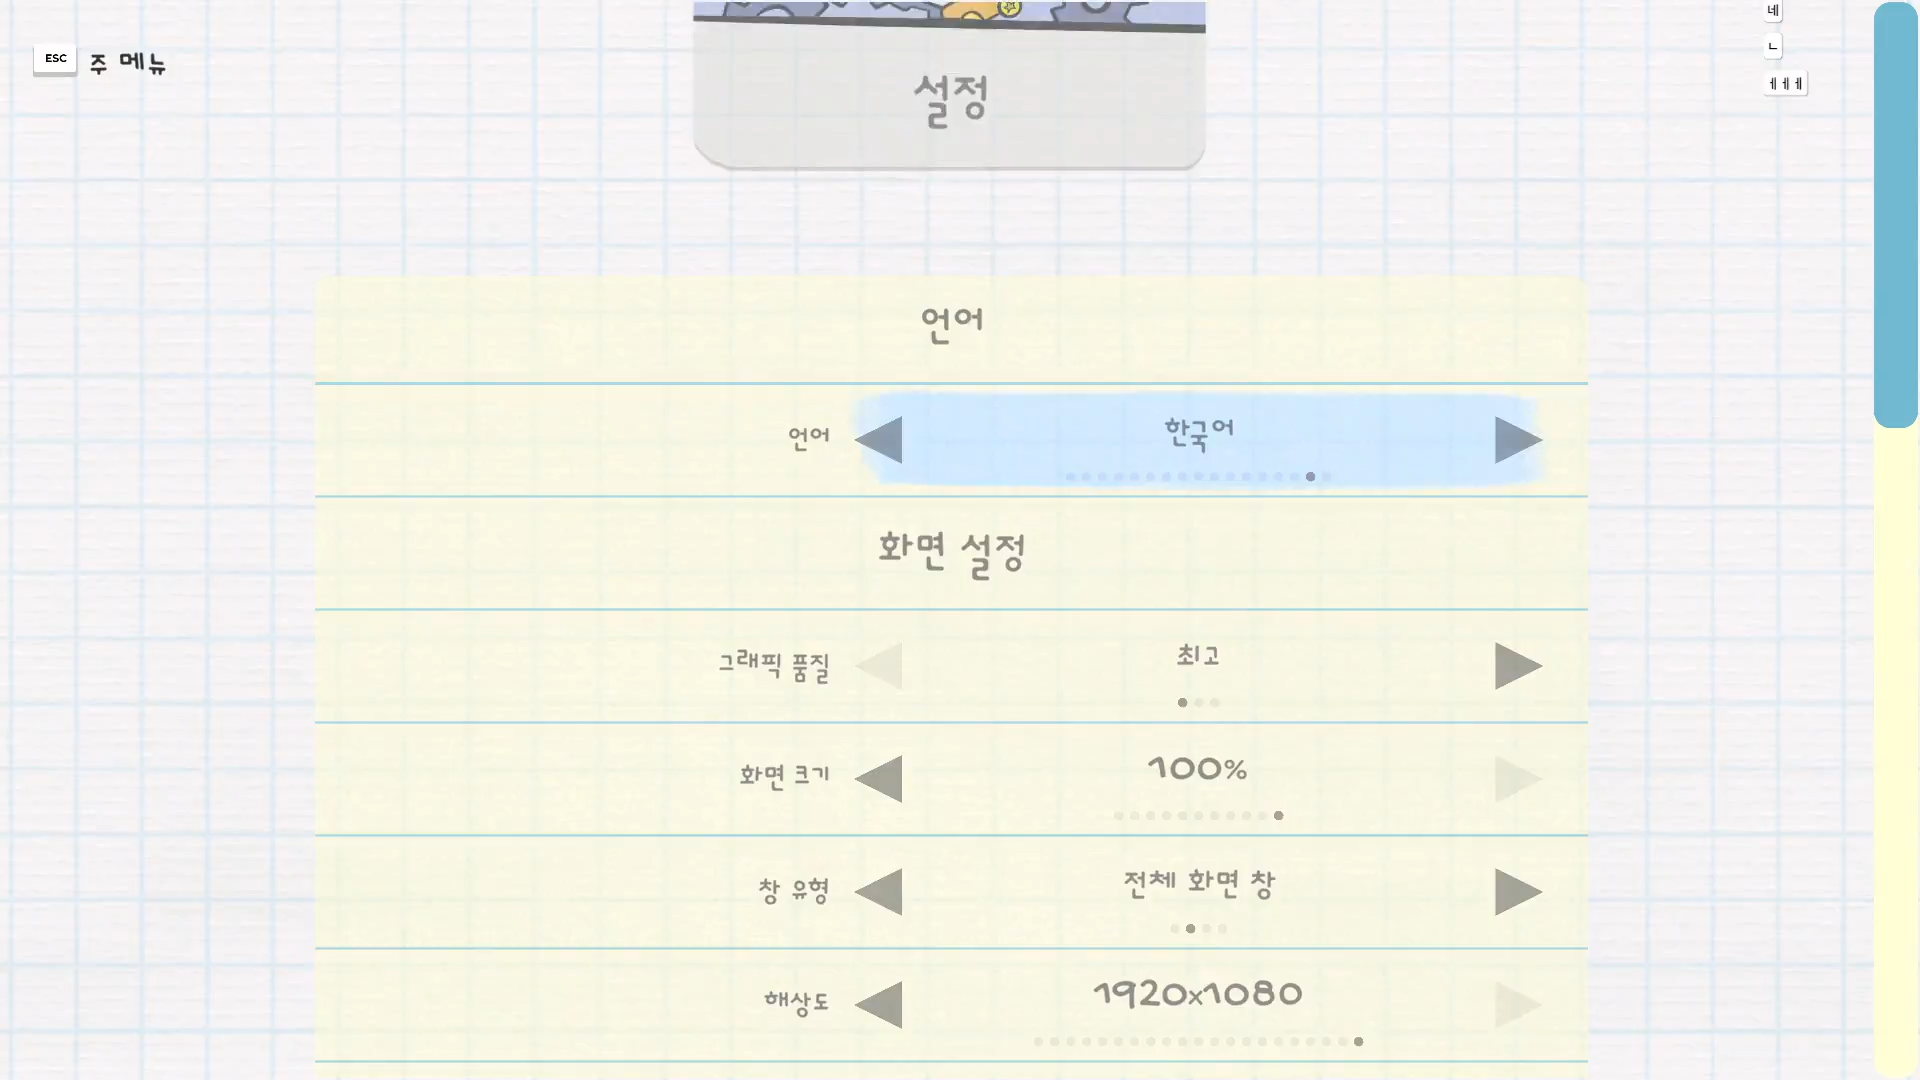 ESC 주 메뉴
네
ㄴ
ㅔㅔㅔ
설정
언어
언어 한국어
화면 설정
그래픽 품질 최고
화면 크기 100%
창 유형 전체 화면 창
해상도 1920x1080